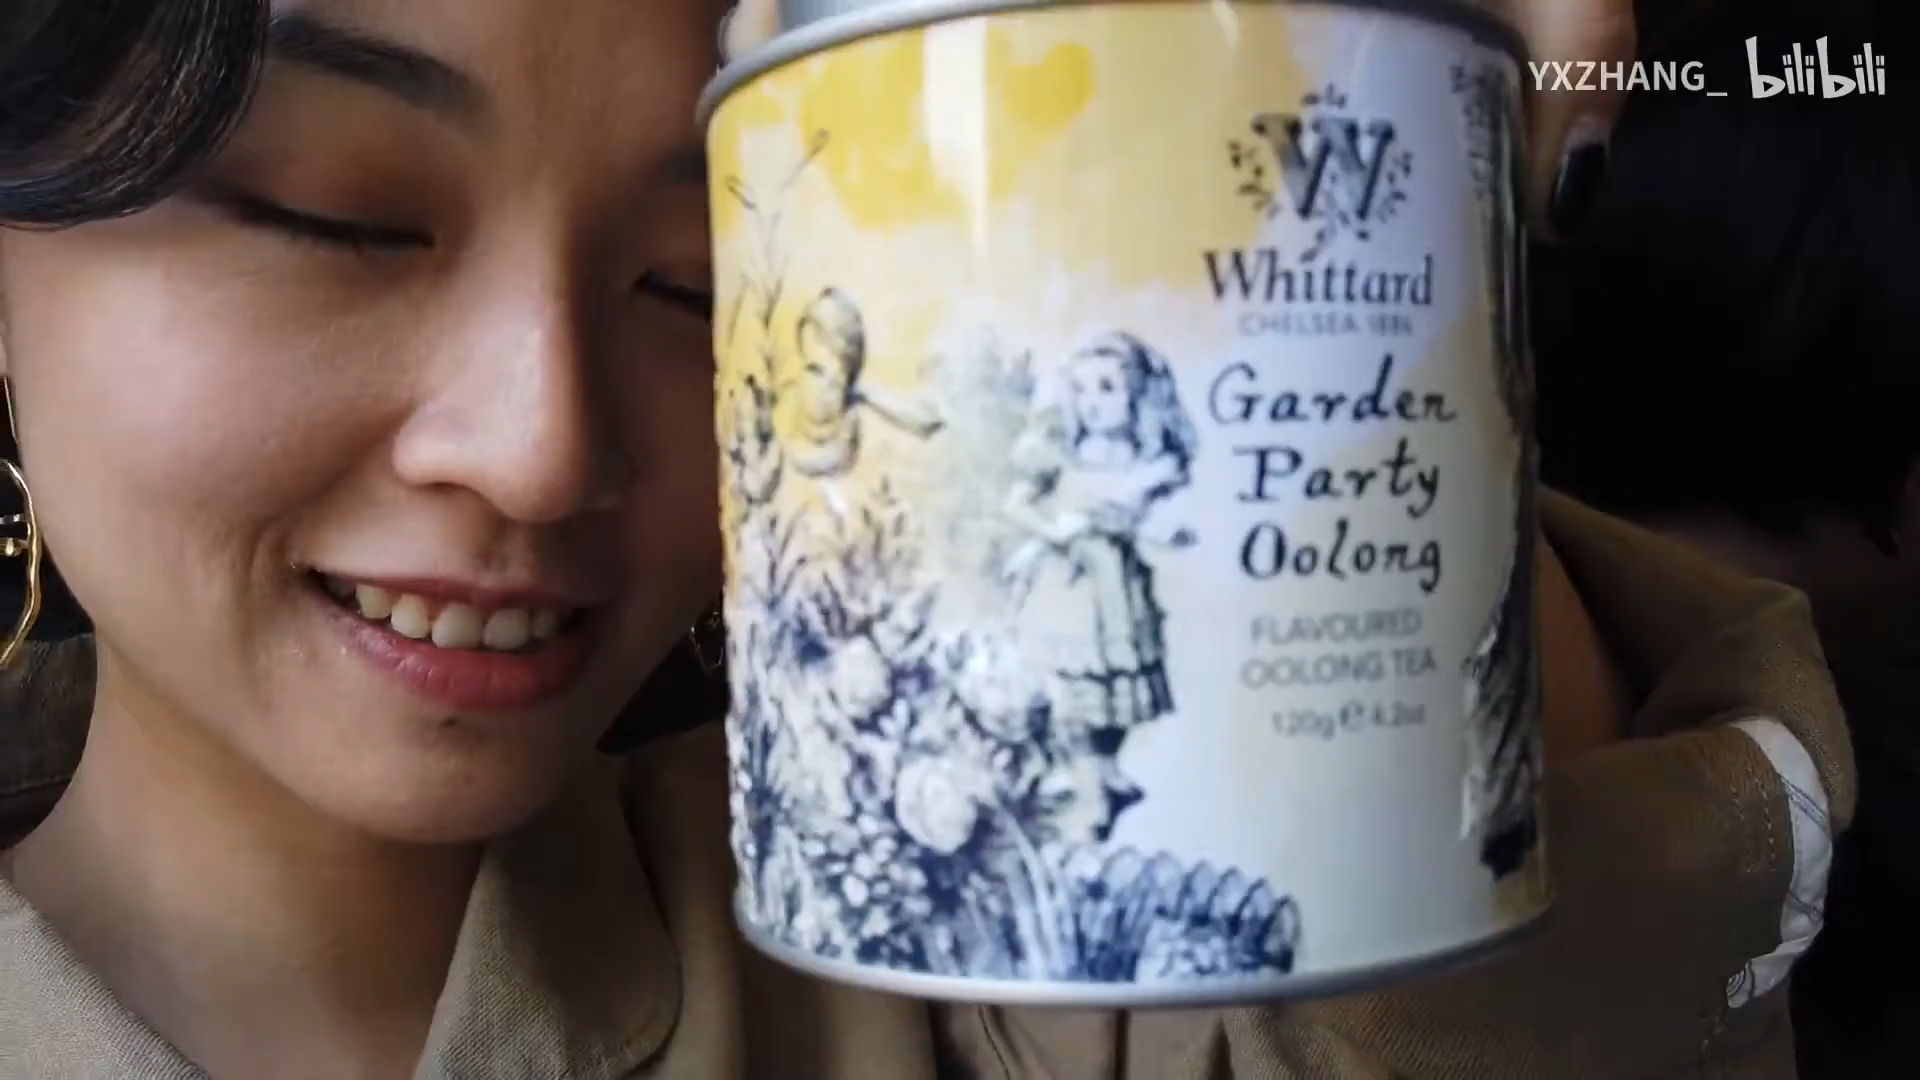 YXZHANG_ bilibili
W
Whittard
CHELSEA 1886
Garden
Party
Oolong
FLAVOURED
OOLONG TEA
120g e 4.2oz